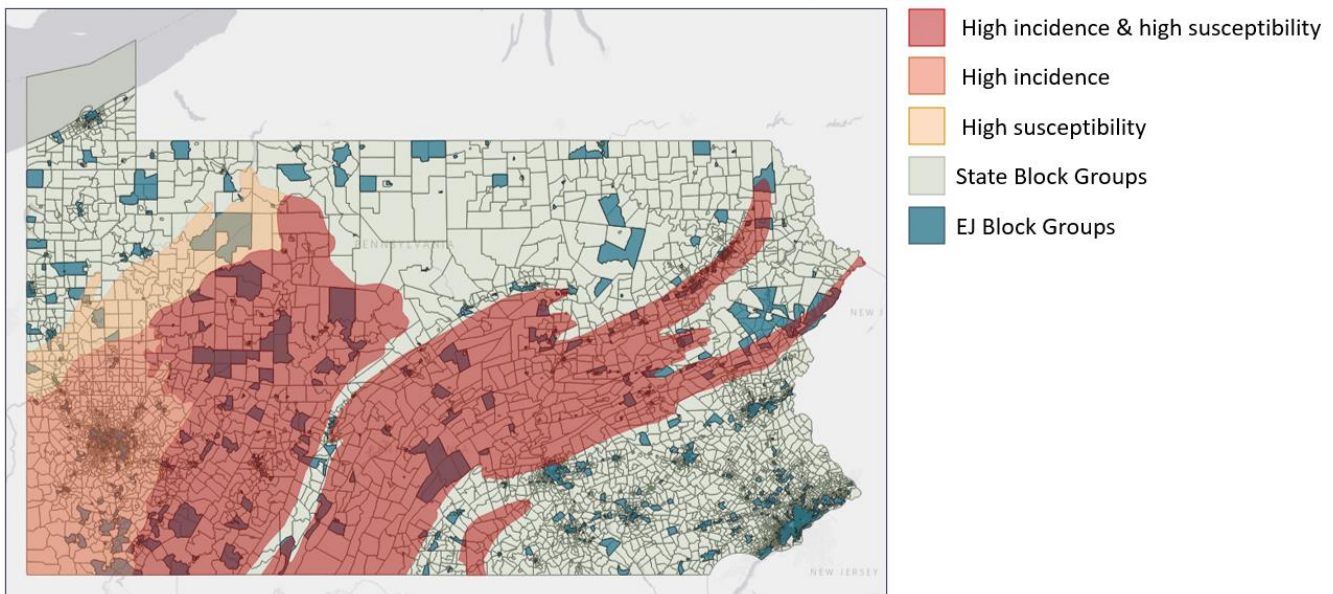 High incidence & high susceptibility
High incidence
High susceptibility
State Block Groups
EJ Block Groups
PENNSYLVANIA
NEW J
NEW JERSEY